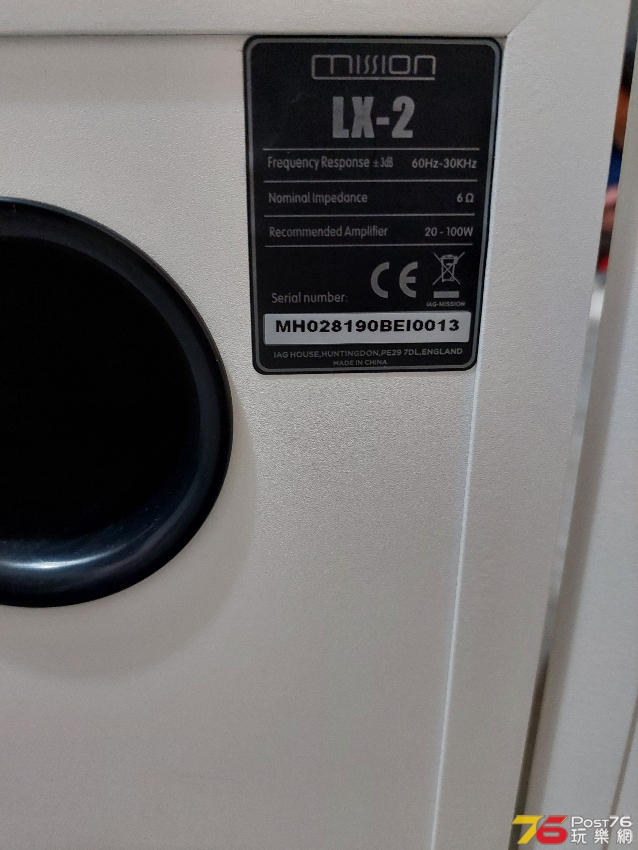 mission
LX-2
Frequency Response ±3dB 60Hz-30KHz
Nominal Impedance 6Ω
Recommended Amplifier 20-100W
CE
IAG-MISSION
Serial number:
MH028190BEI0013
IAG HOUSE,HUNTINGDON,PE29 7DL,ENGLAND
MADE IN CHINA
76 Post76
玩樂網